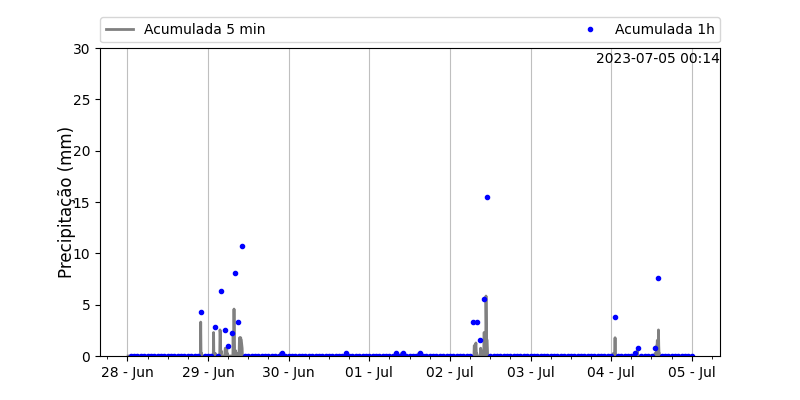 Acumulada 5 min
Acumulada 1h
2023-07-05 00:14
Precipitação (mm)
30
25
20
15
10
5
0
28 - Jun
29 - Jun
30 - Jun
01 - Jul
02 - Jul
03 - Jul
04 - Jul
05 - Jul